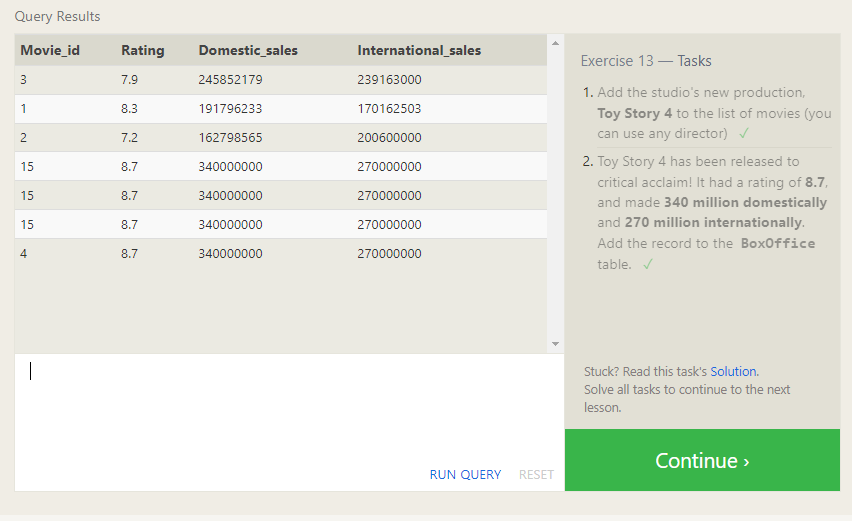 Query Results
Movie_id Rating Domestic_sales International_sales
3 7.9 245852179 239163000
1 8.3 191796233 170162503
2 7.2 162798565 200600000
15 8.7 340000000 270000000
15 8.7 340000000 270000000
15 8.7 340000000 270000000
4 8.7 340000000 270000000
RUN QUERY RESET
Exercise 13 — Tasks
1. Add the studio's new production,
Toy Story 4 to the list of movies (you
can use any director) ✓
2. Toy Story 4 has been released to
critical acclaim! It had a rating of 8.7,
and made 340 million domestically
and 270 million internationally.
Add the record to the BoxOffice
table. ✓
Stuck? Read this task's Solution.
Solve all tasks to continue to the next
lesson.
Continue ›